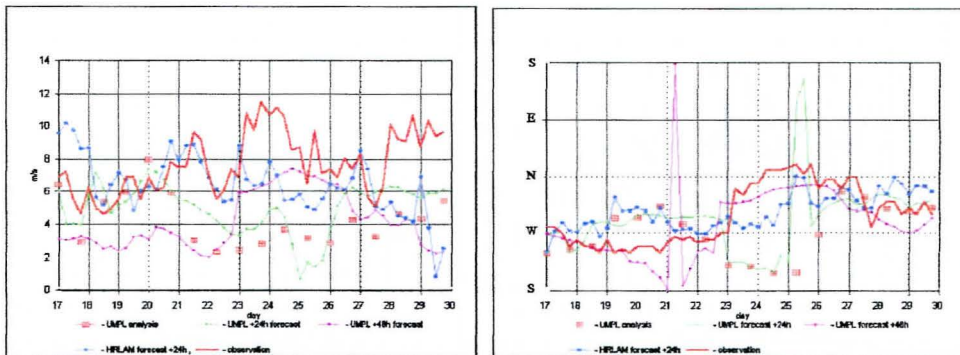 14
12
10
8
6
4
2
0
m/s
17 18 19 20 21 22 23 24 25 26 27 28 29 30
day
- UMPL analysis - UMPL +24h forecast - UMPL +48h forecast
- HIRLAM forecast +24h, - observation
S
E
N
W
S
17 18 19 20 21 22 23 24 25 26 27 28 29 30
day
- UMPL analysis - UMPL forecast +24h - UMPL forecast +48h
- HIRLAM forecast +24h - observation